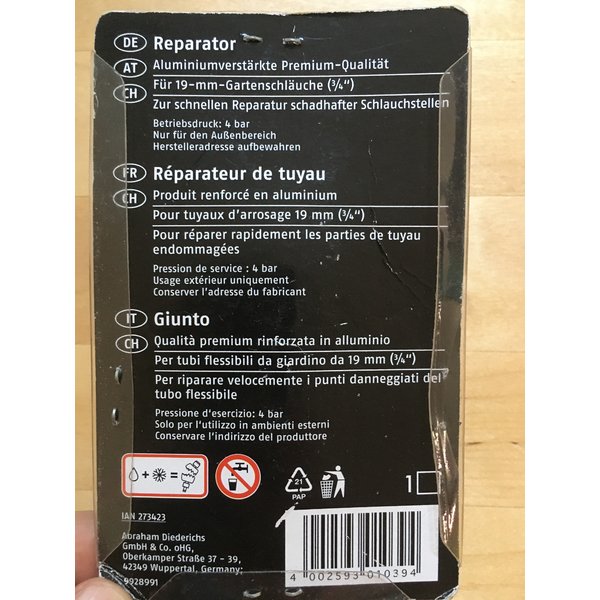 DE Reparator
AT Aluminiumverstärkte Premium-Qualität
CH Für 19-mm-Gartenschläuche (¾")
Zur schnellen Reparatur schadhafter Schlauchstellen
Betriebsdruck: 4 bar
Nur für den Außenbereich
Herstelleradresse aufbewahren
FR Réparateur de tuyau
CH Produit renforcé en aluminium
Pour tuyaux d'arrosage 19 mm (¾")
Pour réparer rapidement les parties de tuyau
endommagées
Pression de service : 4 bar
Usage extérieur uniquement
Conserver l'adresse du fabricant
IT Giunto
CH Qualità premium rinforzata in alluminio
Per tubi flessibili da giardino da 19 mm (¾")
Per riparare velocemente i punti danneggiati del
tubo flessibile
Pressione d'esercizio: 4 bar
Solo per l'utilizzo in ambienti esterni
Conservare l'indirizzo del produttore
21
PAP
1
IAN 273423
Abraham Diederichs
GmbH & Co. oHG,
Oberkamper Straße 37 - 39,
42349 Wuppertal, Germany;
9928991
4 002593 010394